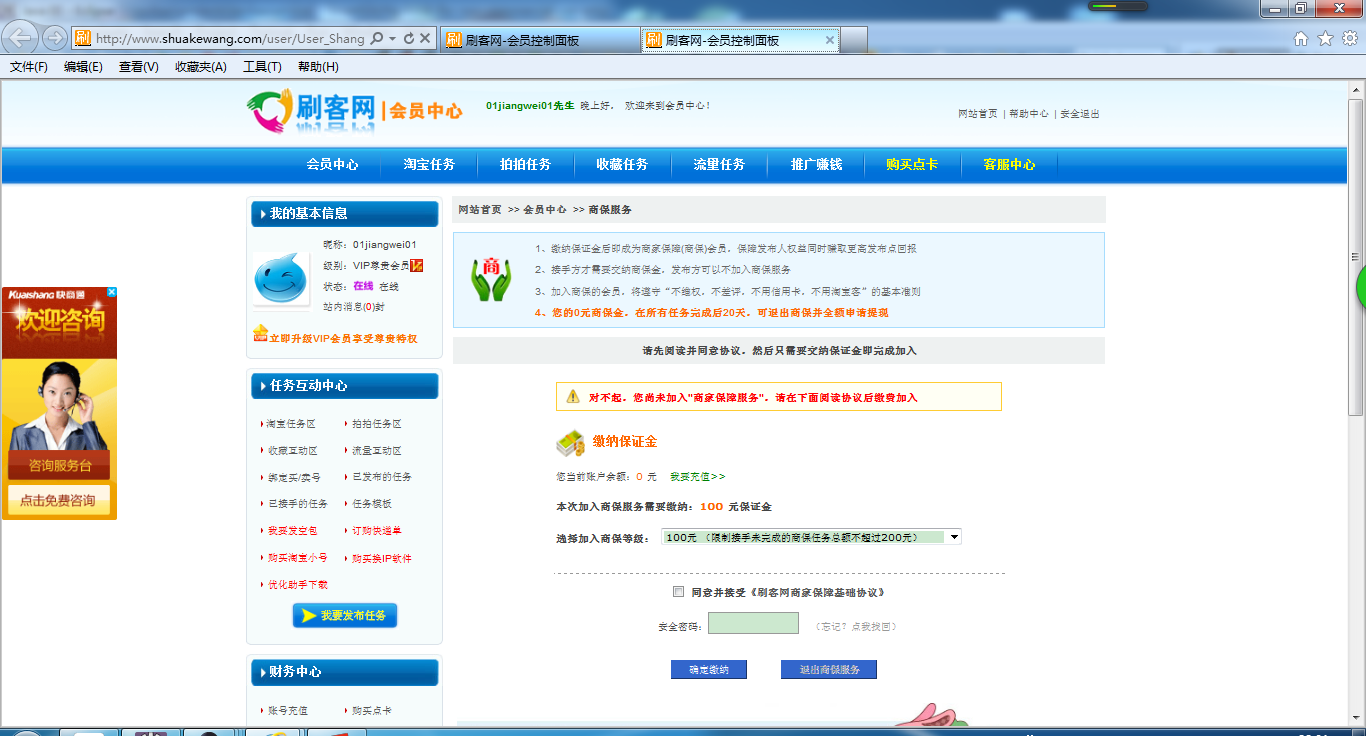 http://www.shuakewang.com/user/User_Shang
刷客网-会员控制面板
刷客网-会员控制面板
文件(F) 编辑(E) 查看(V) 收藏夹(A) 工具(T) 帮助(H)
刷客网 | 会员中心
01jiangwei01先生 晚上好， 欢迎来到会员中心！
网站首页 | 帮助中心 | 安全退出
会员中心 淘宝任务 拍拍任务 收藏任务 流里任务 推广赚钱 购买点卡 客服中心
我的基本信息
昵称：01jiangwei01
级别：VIP尊贵会员
状态：在线 在线
站内消息(0)封
立即升级VIP会员享受尊贵特权
任务互动中心
淘宝任务区 拍拍任务区
收藏互动区 流量互动区
绑定买/卖号 已发布的任务
已接手的任务 任务模板
我要发空包 订购快递单
购买淘宝小号 购买换IP软件
优化助手下载
我要发布任务
财务中心
账号充值 购买点卡
网站首页 >> 会员中心 >> 商保服务
商
1、缴纳保证金后即成为商家保障(商保)会员，保障发布人权益同时赚取更高发布点回报
2、接手方才需要交纳商保金，发布方可以不加入商保服务
3、加入商保的会员，将遵守“不维权，不差评，不用信用卡，不用淘宝客”的基本准则
4、您的0元商保金，在所有任务完成后20天，可退出商保并全额申请提现
请先阅读并同意协议，然后只需要交纳保证金即完成加入
对不起，您尚未加入"商家保障服务"，请在下面阅读协议后缴费加入
缴纳保证金
您当前账户余额：0 元 我要充值>>
本次加入商保服务需要缴纳：100 元保证金
选择加入商保等级： 100元 （限制接手未完成的商保任务总额不超过200元）
同意并接受《刷客网商家保障基础协议》
安全密码： （忘记？点我找回）
确定缴纳 退出商保服务
Kuaishang 快商通
欢迎咨询
咨询服务台
点击免费咨询